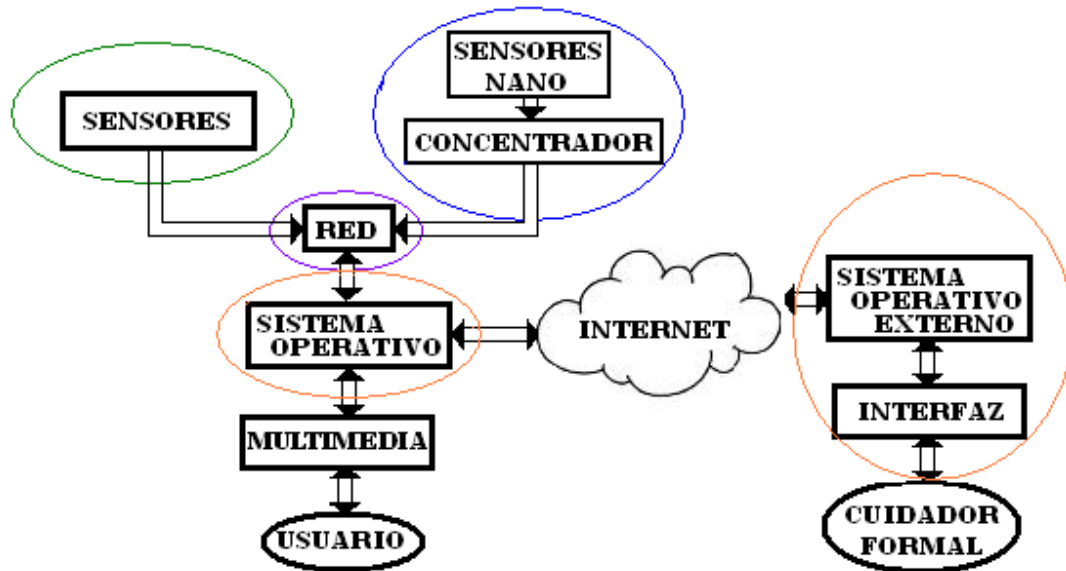 SENSORES
NANO
SENSORES
CONCENTRADOR
RED
SISTEMA
OPERATIVO
INTERNET
SISTEMA
OPERATIVO
EXTERNO
MULTIMEDIA
INTERFAZ
USUARIO
CUIDADOR
FORMAL